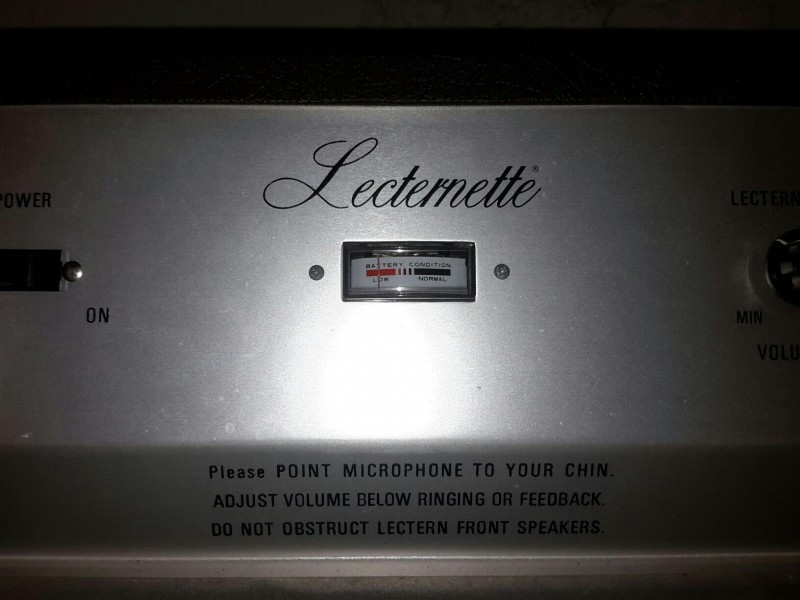 Lecternette®
POWER
LECTERN
BATTERY CONDITION
LOW NORMAL
ON
MIN
VOLU
Please POINT MICROPHONE TO YOUR CHIN.
ADJUST VOLUME BELOW RINGING OR FEEDBACK.
DO NOT OBSTRUCT LECTERN FRONT SPEAKERS.